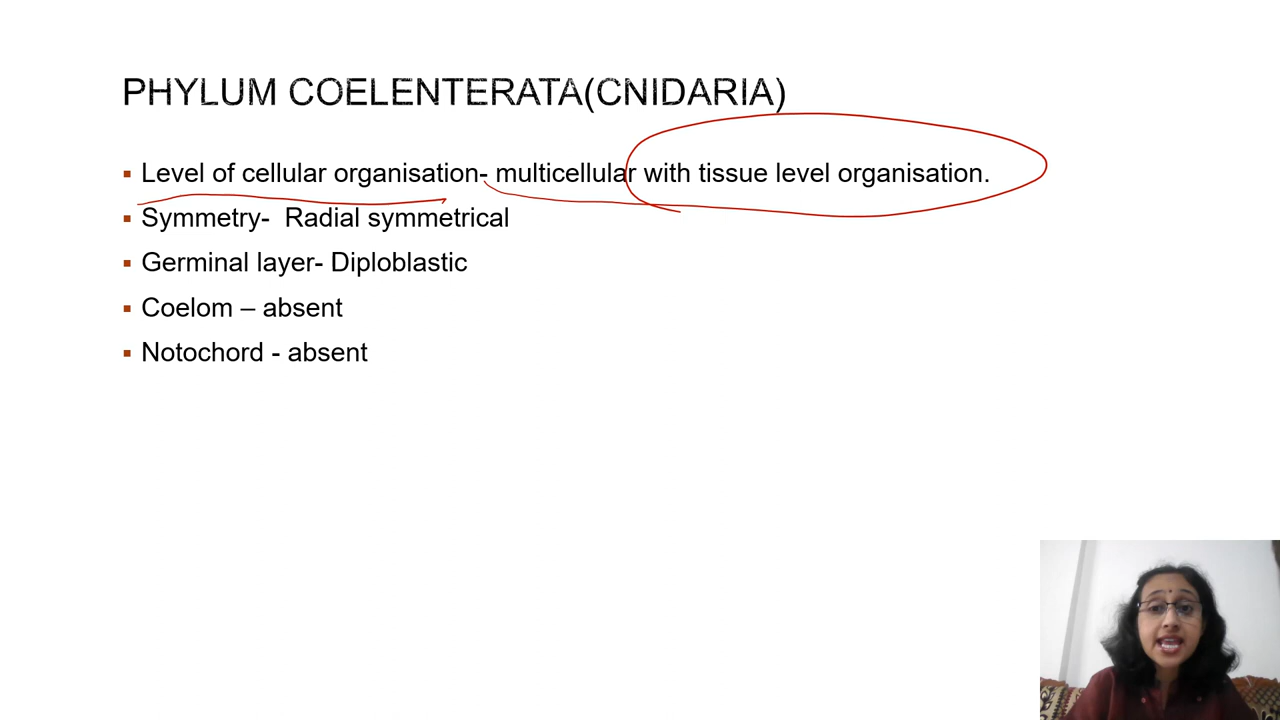 PHYLUM COELENTERATA(CNIDARIA)
▪ Level of cellular organisation- multicellular with tissue level organisation.
▪ Symmetry- Radial symmetrical
▪ Germinal layer- Diploblastic
▪ Coelom – absent
▪ Notochord - absent